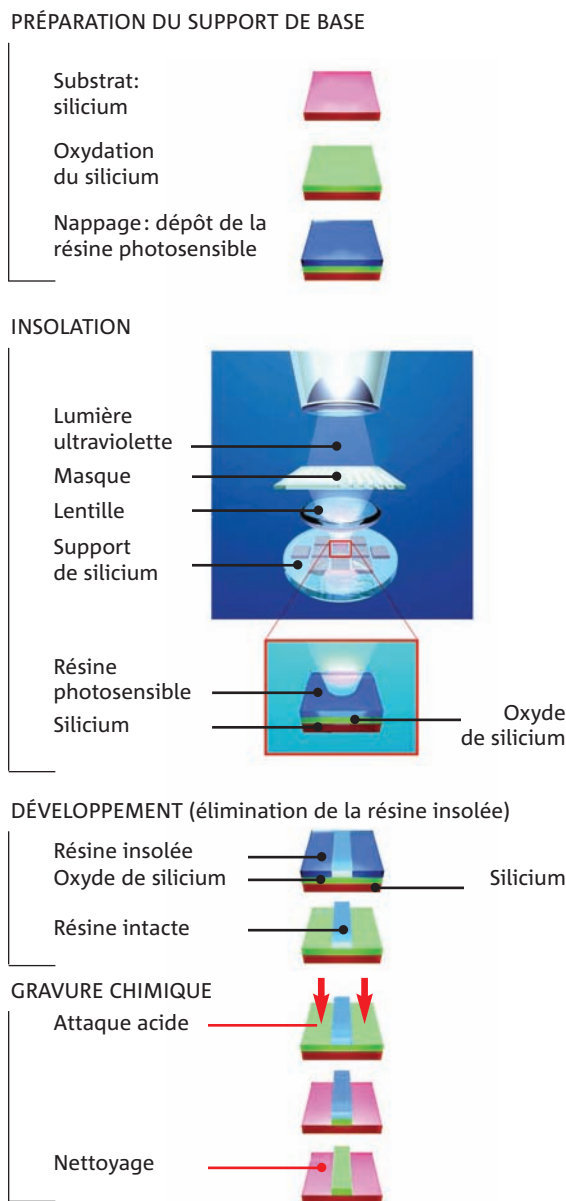 PRÉPARATION DU SUPPORT DE BASE
Substrat:
silicium
Oxydation
du silicium
Nappage: dépôt de la
résine photosensible
INSOLATION
Lumière
ultraviolette
Masque
Lentille
Support
de silicium
Résine
photosensible
Silicium
Oxyde
de silicium
DÉVELOPPEMENT (élimination de la résine insolée)
Résine insolée
Oxyde de silicium
Silicium
Résine intacte
GRAVURE CHIMIQUE
Attaque acide
Nettoyage